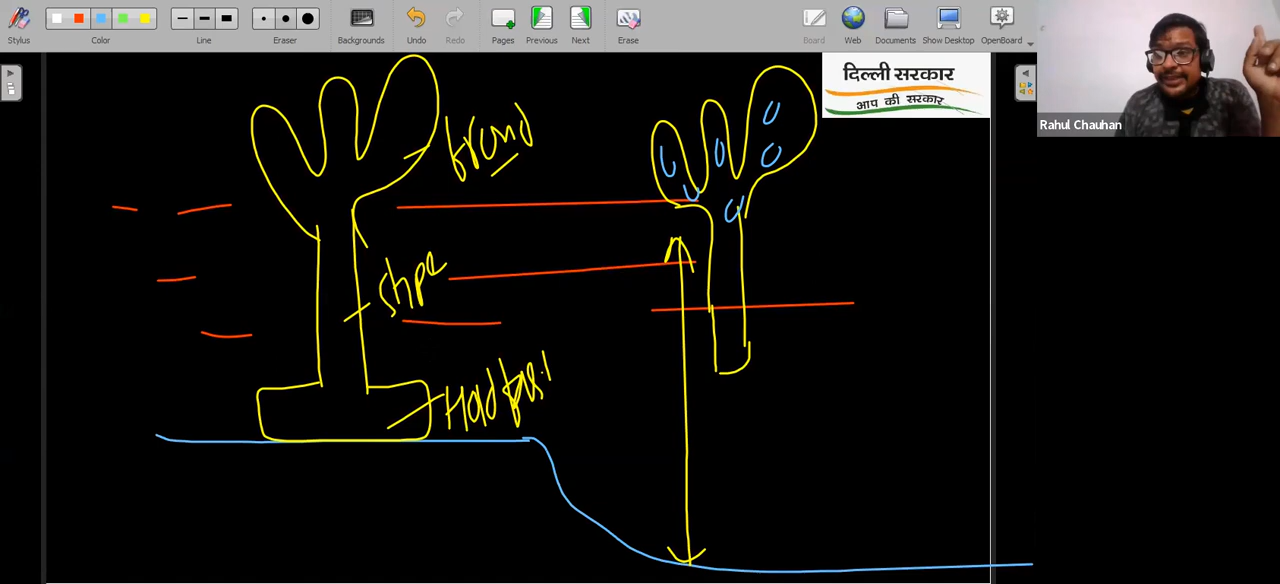 Stylus
Color
Line
Eraser
Backgrounds
Undo
Redo
Pages
Previous
Next
Erase
Board
Web
Documents
Show Desktop
OpenBoard
दिल्ली सरकार
आप की सरकार
Rahul Chauhan
frond
Stipe
Holdfast